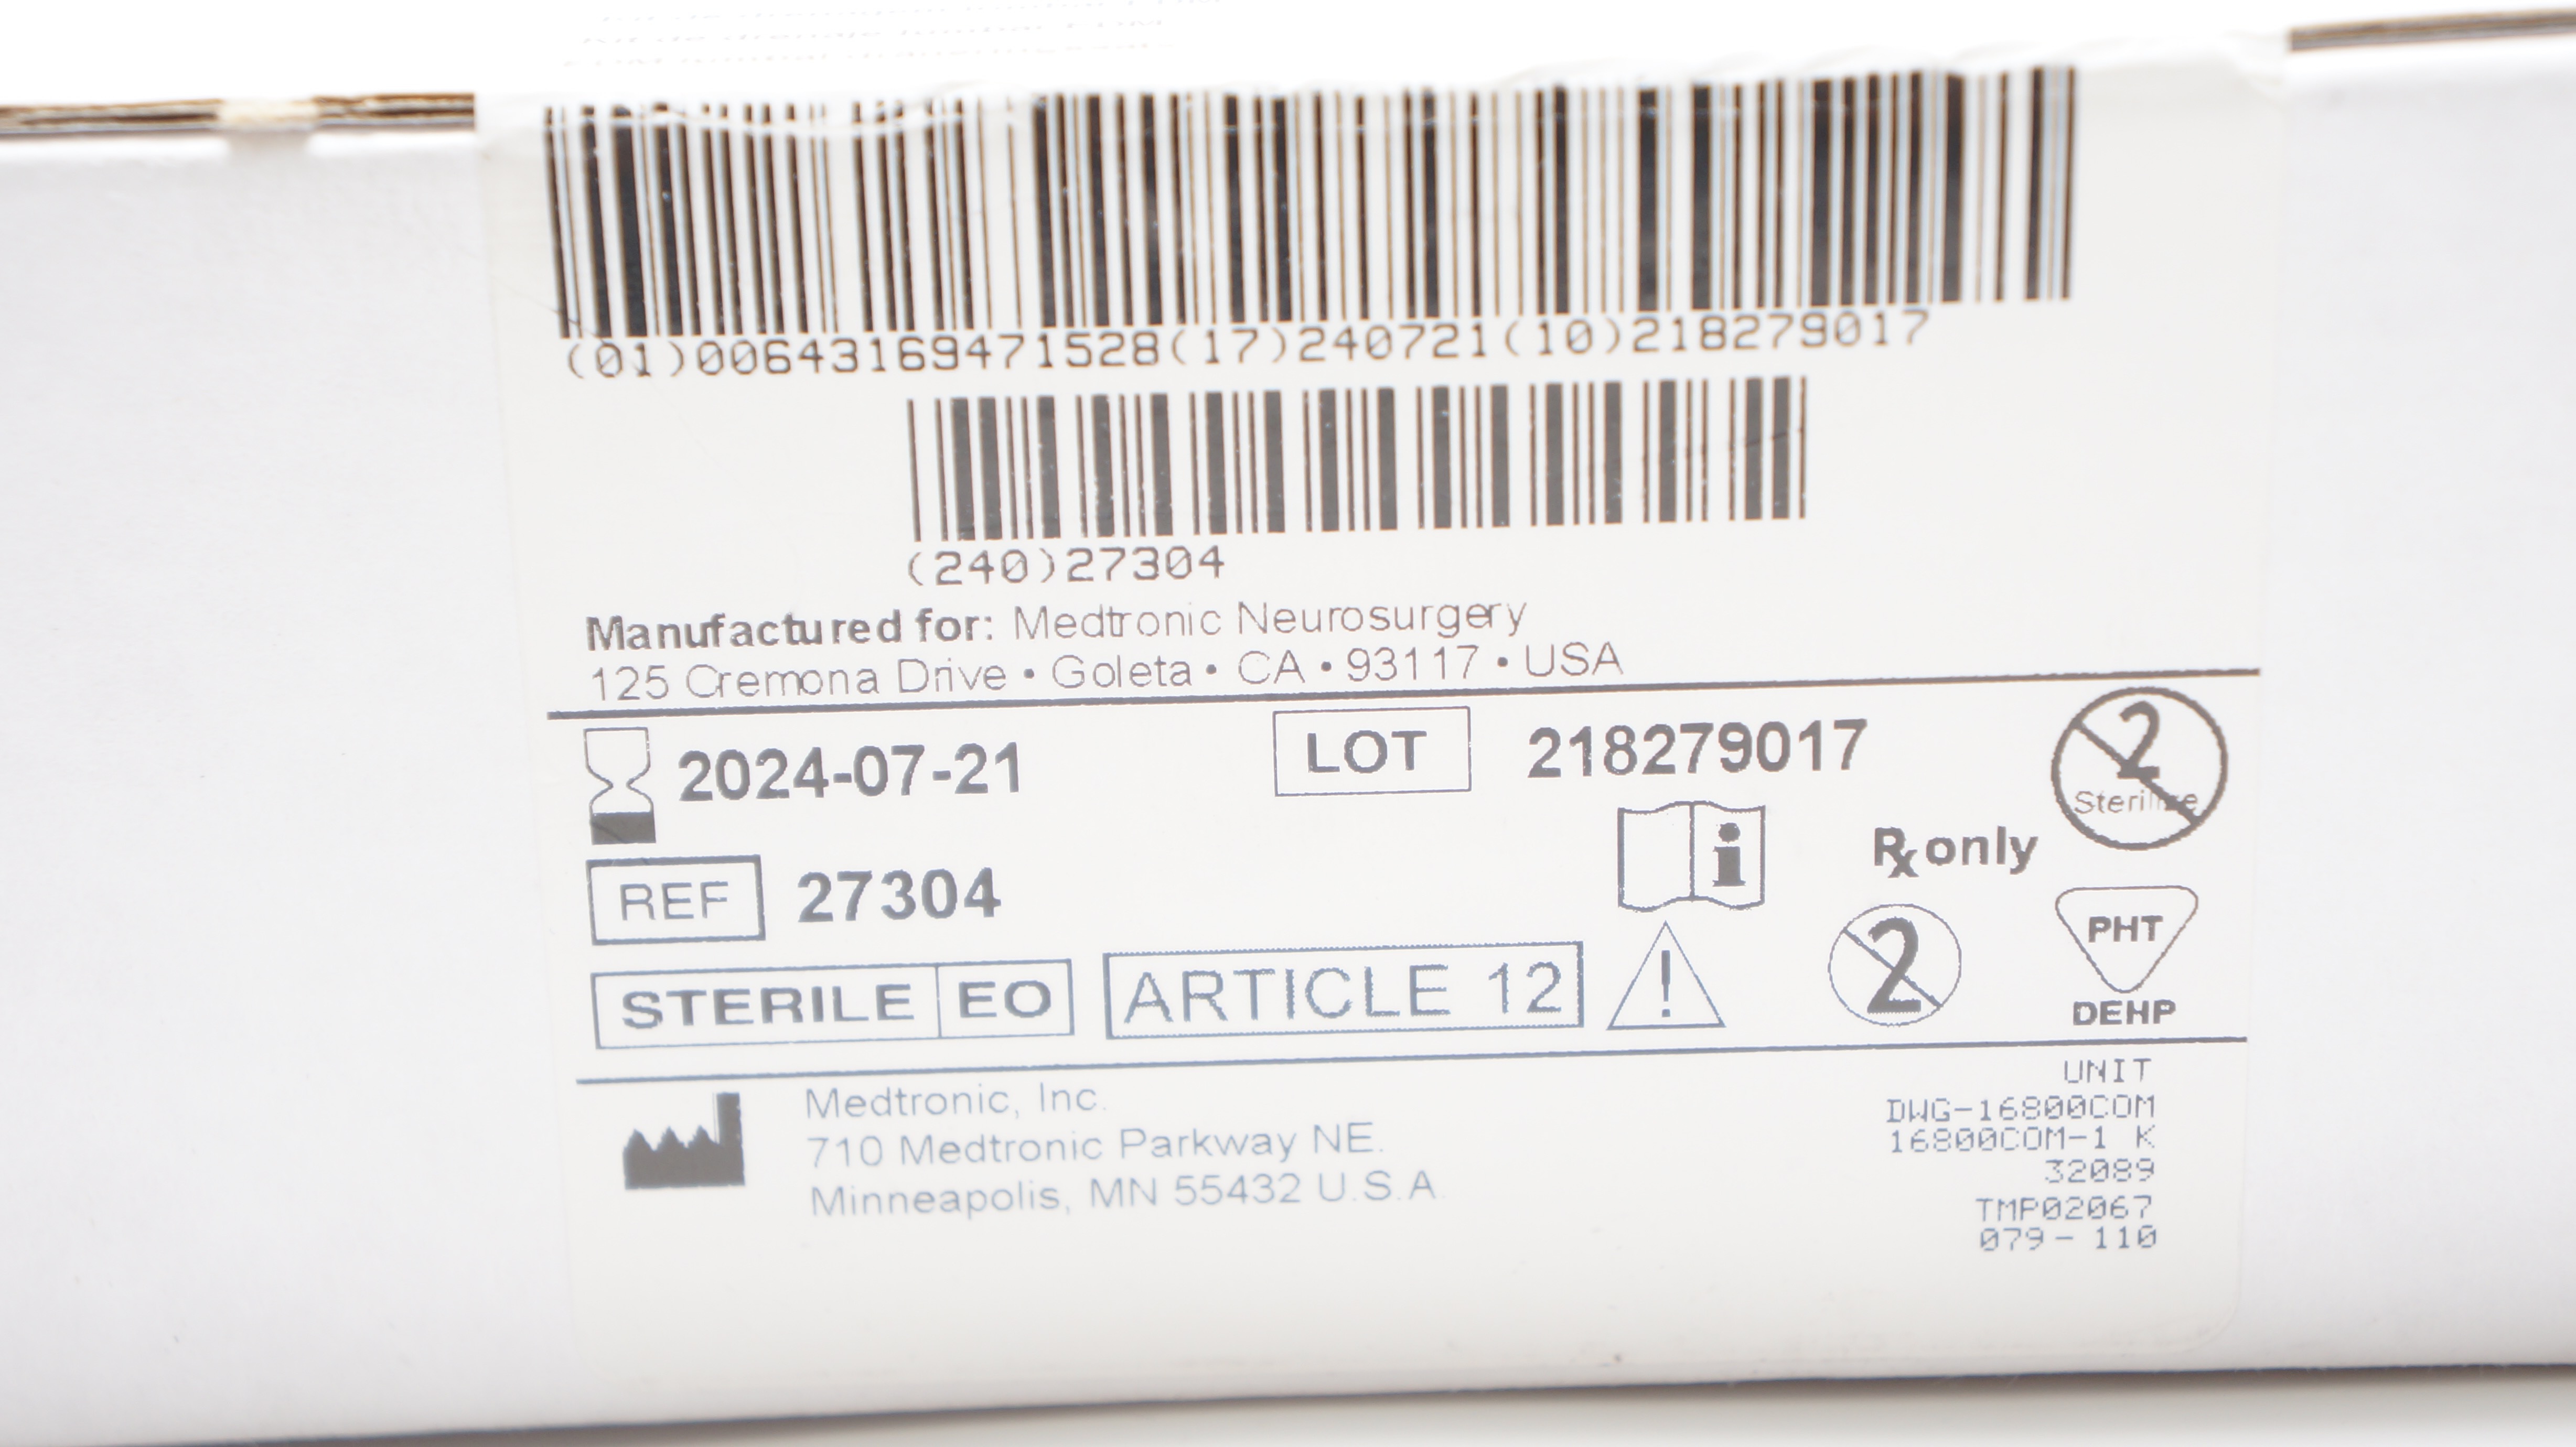 (01)00643169471528(17)240721(10)218279017
(240)27304
Manufactured for: Medtronic Neurosurgery
125 Cremona Drive • Goleta • CA • 93117 • USA
2024-07-21
LOT 218279017
2
Sterilize
REF 27304
i
Rx only
STERILE EO
ARTICLE 12
!
2
PHT
DEHP
Medtronic, Inc.
710 Medtronic Parkway NE.
Minneapolis, MN 55432 U.S.A.
UNIT
DWG-16800COM
16800COM-1 K
32089
TMP02067
079-110